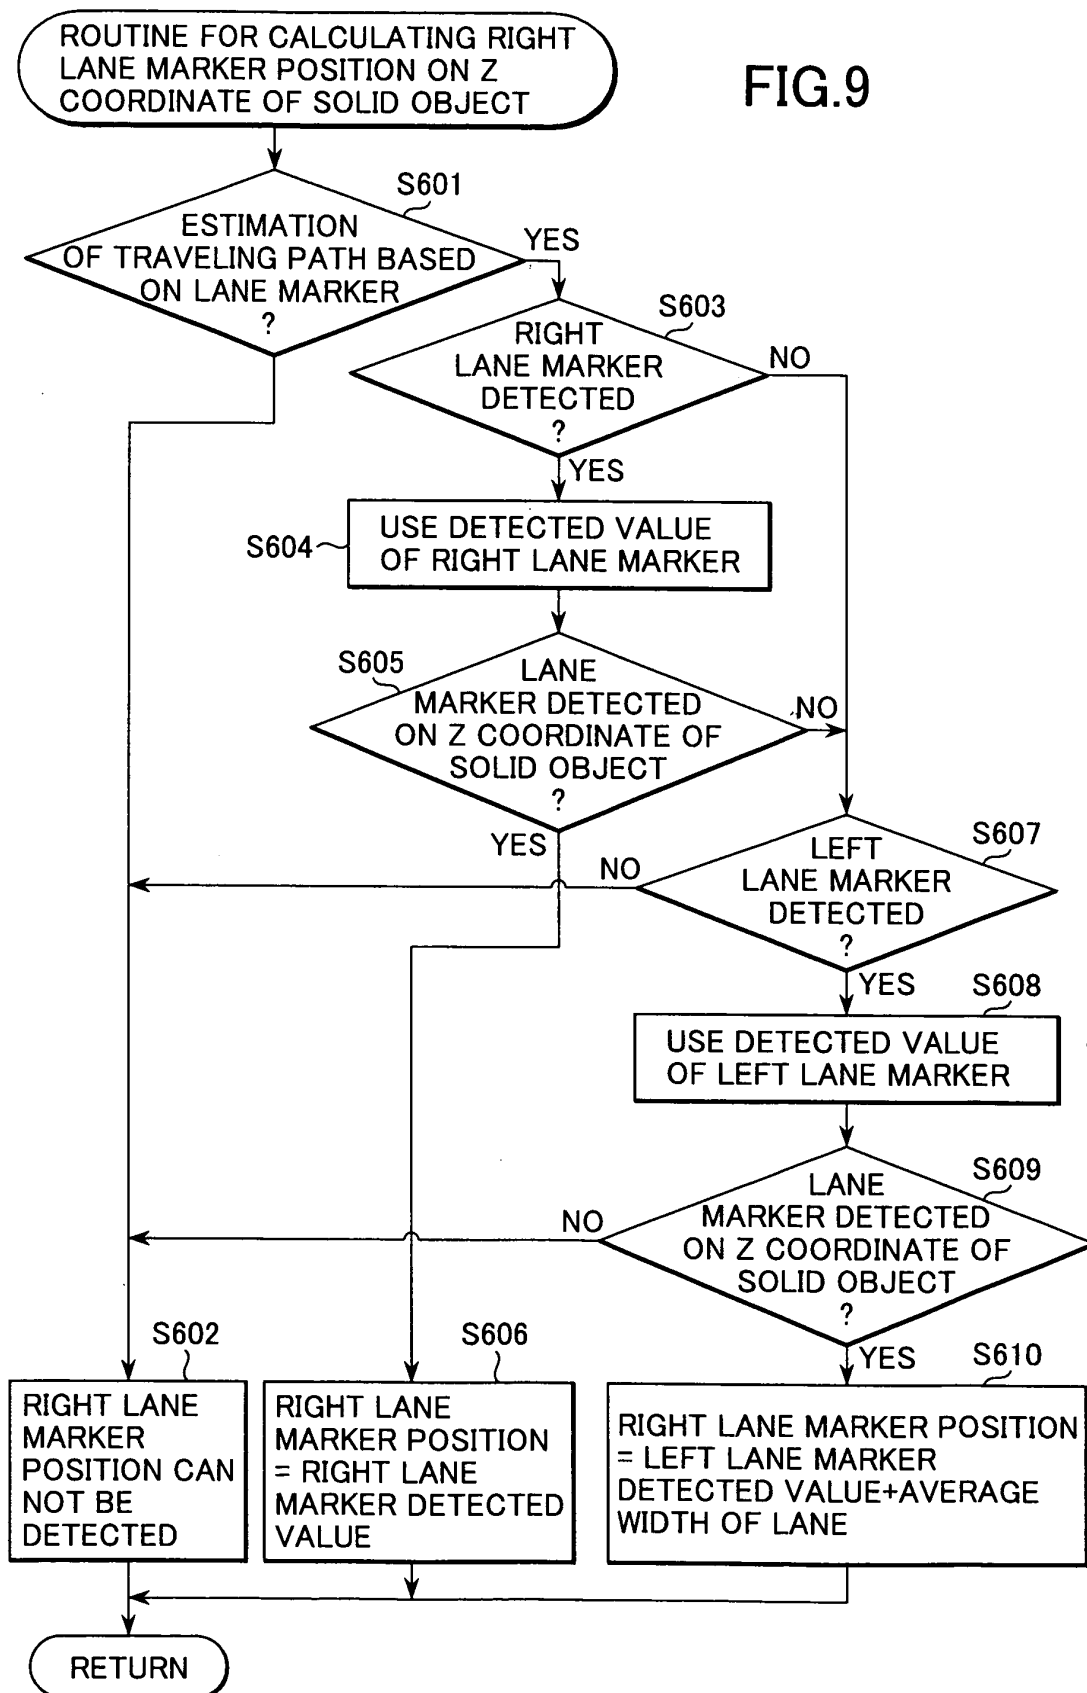 ROUTINE FOR CALCULATING RIGHT
LANE MARKER POSITION ON Z
COORDINATE OF SOLID OBJECT
FIG.9
S601
ESTIMATION
OF TRAVELING PATH BASED
ON LANE MARKER
?
YES
S603
RIGHT
LANE MARKER
DETECTED
?
NO
YES
S604
USE DETECTED VALUE
OF RIGHT LANE MARKER
S605
LANE
MARKER DETECTED
ON Z COORDINATE OF
SOLID OBJECT
?
NO
YES
S607
LEFT
LANE MARKER
DETECTED
?
NO
YES
S608
USE DETECTED VALUE
OF LEFT LANE MARKER
S609
LANE
MARKER DETECTED
ON Z COORDINATE OF
SOLID OBJECT
?
NO
YES
S602
RIGHT LANE
MARKER
POSITION CAN
NOT BE
DETECTED
S606
RIGHT LANE
MARKER POSITION
= RIGHT LANE
MARKER DETECTED
VALUE
S610
RIGHT LANE MARKER POSITION
= LEFT LANE MARKER
DETECTED VALUE+AVERAGE
WIDTH OF LANE
RETURN